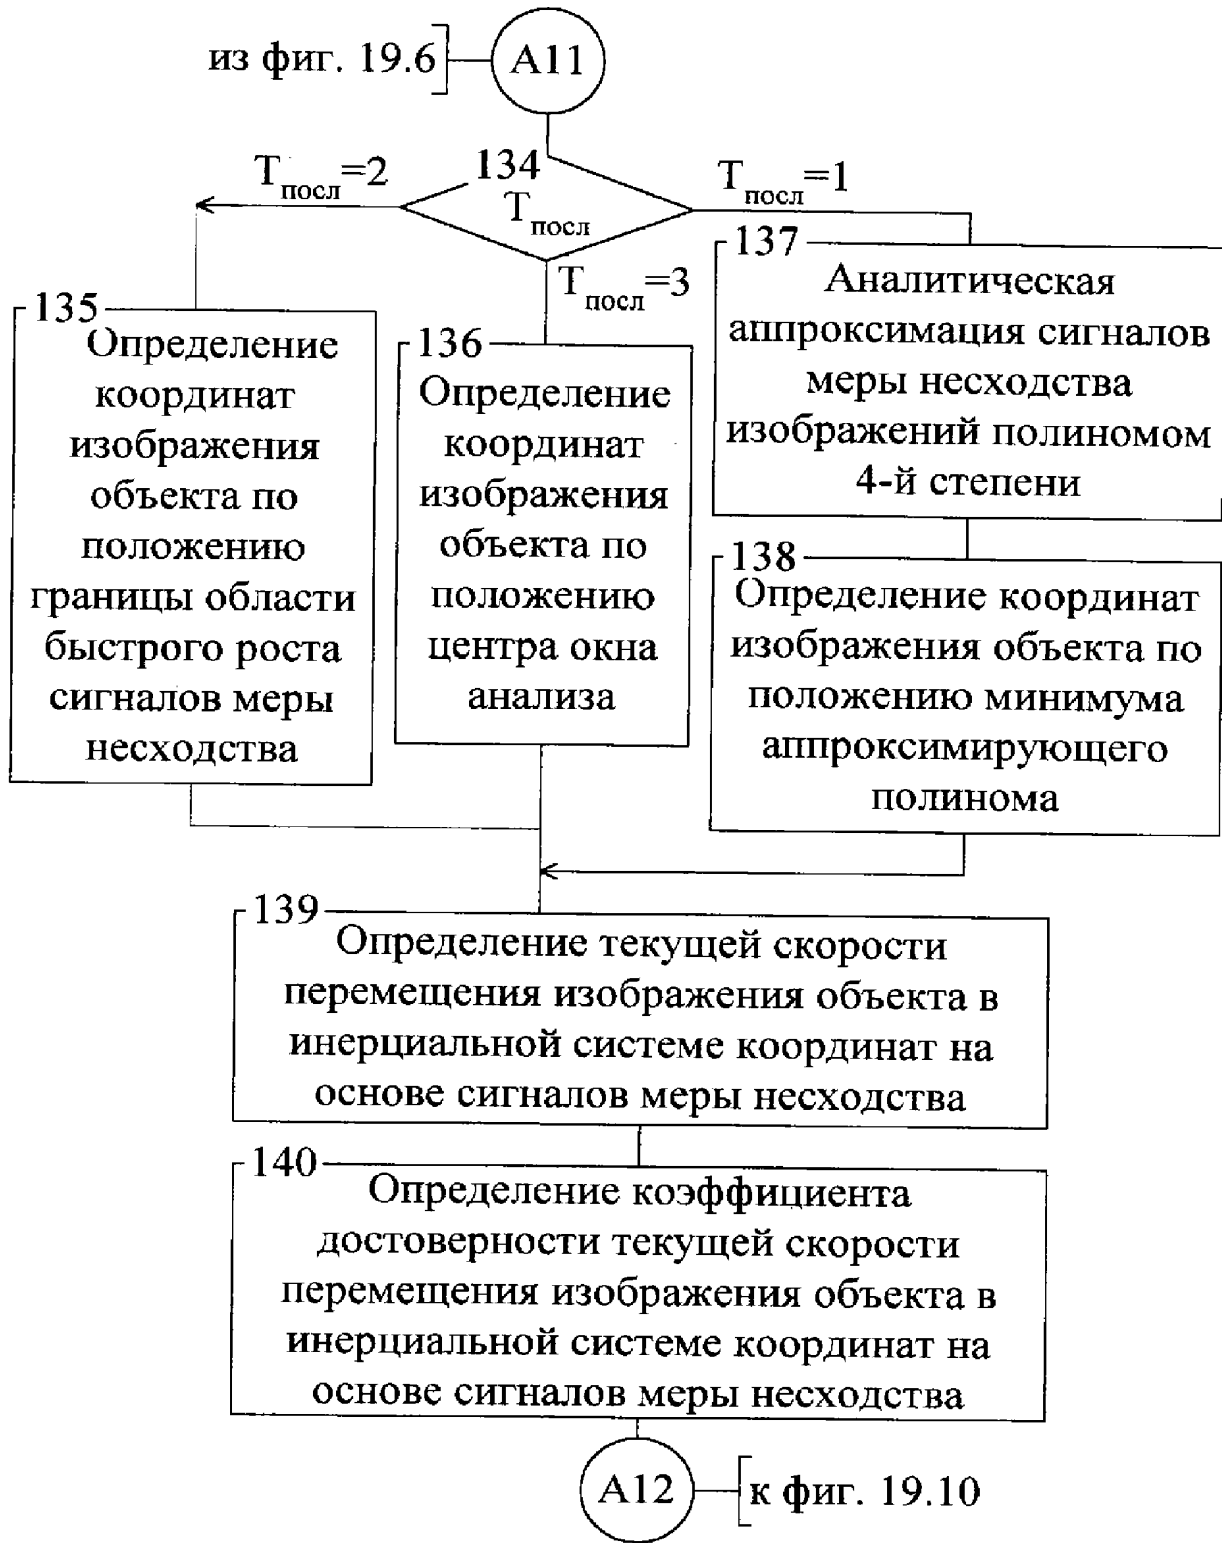 из фиг. 19.6
А11
134
Tпосл
Tпосл=2
Tпосл=1
Tпосл=3
135
Определение
координат
изображения
объекта по
положению
границы области
быстрого роста
сигналов меры
несходства
136
Определение
координат
изображения
объекта по
положению
центра окна
анализа
137
Аналитическая
аппроксимация сигналов
меры несходства
изображений полиномом
4-й степени
138
Определение координат
изображения объекта по
положению минимума
аппроксимирующего
полинома
139
Определение текущей скорости
перемещения изображения объекта в
инерциальной системе координат на
основе сигналов меры несходства
140
Определение коэффициента
достоверности текущей скорости
перемещения изображения объекта в
инерциальной системе координат на
основе сигналов меры несходства
А12
к фиг. 19.10